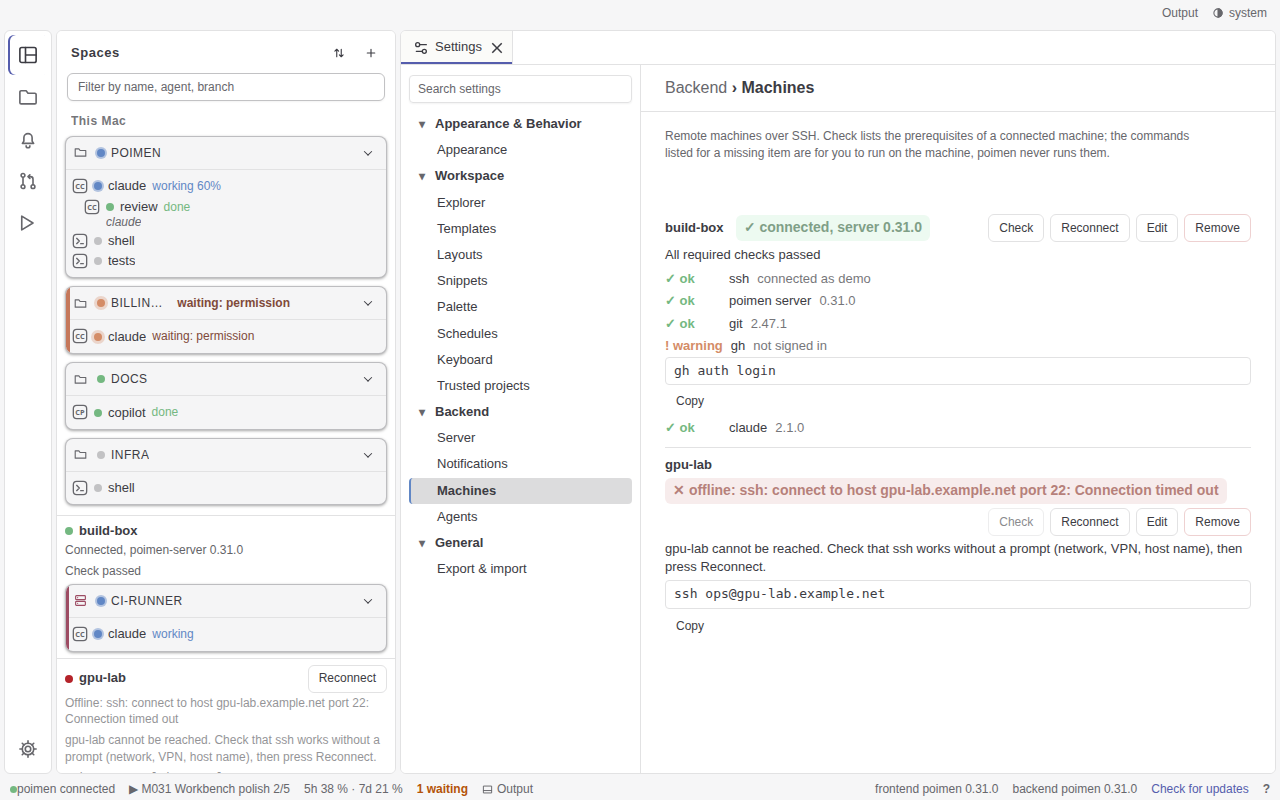 Output system
Spaces
Filter by name, agent, branch
This Mac
POIMEN
claude working 60%
review done
claude
shell
tests
BILLIN… waiting: permission
claude waiting: permission
DOCS
copilot done
INFRA
shell
build-box
Connected, poimen-server 0.31.0
Check passed
CI-RUNNER
claude working
gpu-lab Reconnect
Offline: ssh: connect to host gpu-lab.example.net port 22:
Connection timed out
gpu-lab cannot be reached. Check that ssh works without a
prompt (network, VPN, host name), then press Reconnect.
Settings
Search settings
Appearance & Behavior
Appearance
Workspace
Explorer
Templates
Layouts
Snippets
Palette
Schedules
Keyboard
Trusted projects
Backend
Server
Notifications
Machines
Agents
General
Export & import
Backend › Machines
Remote machines over SSH. Check lists the prerequisites of a connected machine; the commands
listed for a missing item are for you to run on the machine, poimen never runs them.
build-box ✓ connected, server 0.31.0 Check Reconnect Edit Remove
All required checks passed
✓ ok ssh connected as demo
✓ ok poimen server 0.31.0
✓ ok git 2.47.1
! warning gh not signed in
gh auth login
Copy
✓ ok claude 2.1.0
gpu-lab
✕ offline: ssh: connect to host gpu-lab.example.net port 22: Connection timed out
Check Reconnect Edit Remove
gpu-lab cannot be reached. Check that ssh works without a prompt (network, VPN, host name), then
press Reconnect.
ssh ops@gpu-lab.example.net
Copy
poimen connected ▶ M031 Workbench polish 2/5 5h 38 % · 7d 21 % 1 waiting Output frontend poimen 0.31.0 backend poimen 0.31.0 Check for updates ?